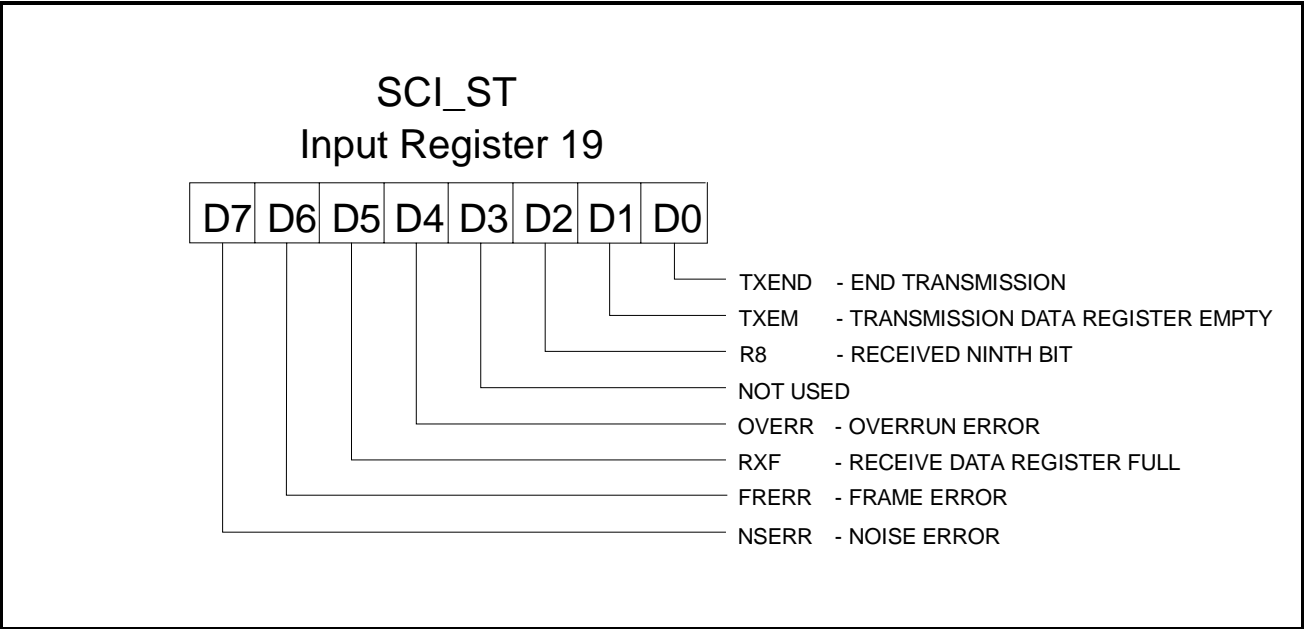 SCI_ST
Input Register 19
D7 D6 D5 D4 D3 D2 D1 D0
TXEND - END TRANSMISSION
TXEM - TRANSMISSION DATA REGISTER EMPTY
R8 - RECEIVED NINTH BIT
NOT USED
OVERR - OVERRUN ERROR
RXF - RECEIVE DATA REGISTER FULL
FRERR - FRAME ERROR
NSERR - NOISE ERROR